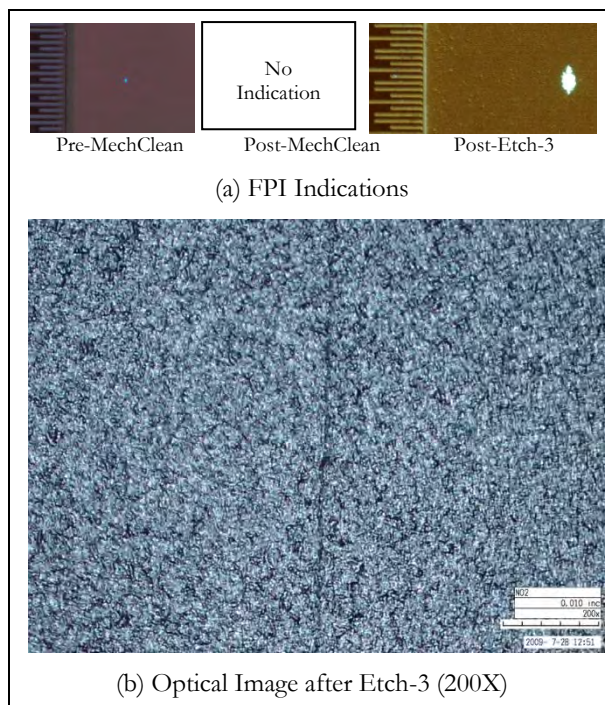 No
Indication
Pre-MechClean
Post-MechClean
Post-Etch-3
(a) FPI Indications
NO2
0.010 inc
200x
2009- 7-28 12:51
(b) Optical Image after Etch-3 (200X)